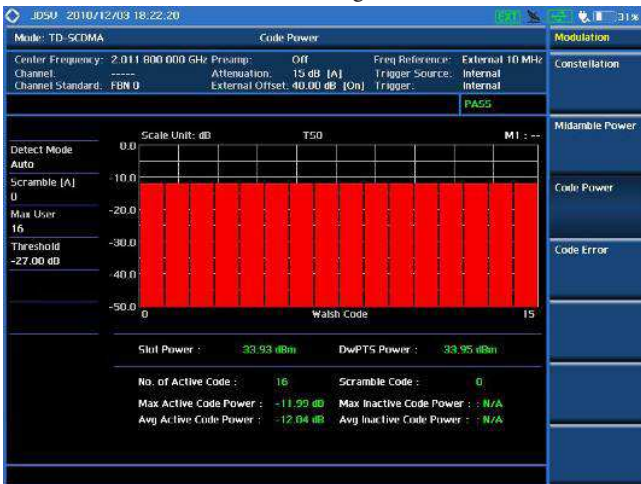 JDSU 2010/12/03 18:22:20 EXT 31%
Mode: TD-SCDMA Code Power
Modulation
Center Frequency: 2.011 800 000 GHz Preamp: Off Freq Reference: External 10 MHz
Channel: ----- Attenuation: 15 dB [A] Trigger Source: Internal
Channel Standard: FBN 0 External Offset: 40.00 dB [On] Trigger: Internal
PASS
Constellation
Midamble Power
Code Power
Code Error
Detect Mode
Auto
Scramble [A]
0
Max User
16
Threshold
-27.00 dB
Scale Unit: dB TS0 M1 : --
0.0
-10.0
-20.0
-30.0
-40.0
-50.0
0 Walsh Code 15
Slot Power : 33.93 dBm DwPTS Power : 33.95 dBm
No. of Active Code : 16 Scramble Code : 0
Max Active Code Power : -11.99 dB Max Inactive Code Power : : N/A
Avg Active Code Power : -12.04 dB Avg Inactive Code Power : : N/A